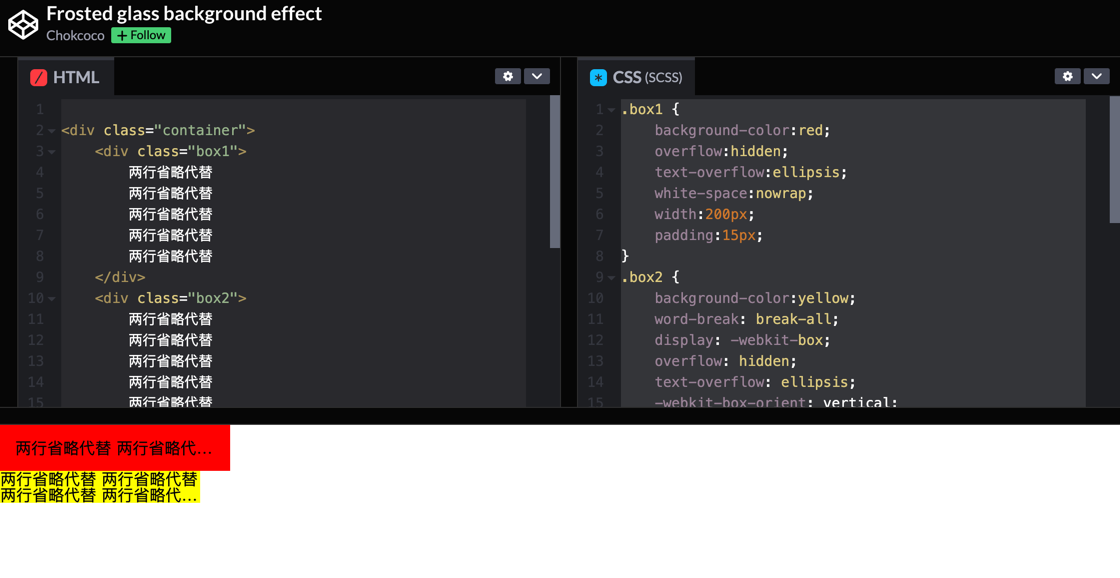 Frosted glass background effect
Chokcoco + Follow
/ HTML
1
2 <div class="container">
3 <div class="box1">
4 两行省略代替
5 两行省略代替
6 两行省略代替
7 两行省略代替
8 两行省略代替
9 </div>
10 <div class="box2">
11 两行省略代替
12 两行省略代替
13 两行省略代替
14 两行省略代替
15 两行省略代替
* CSS (SCSS)
1 .box1 {
2 background-color:red;
3 overflow:hidden;
4 text-overflow:ellipsis;
5 white-space:nowrap;
6 width:200px;
7 padding:15px;
8 }
9 .box2 {
10 background-color:yellow;
11 word-break: break-all;
12 display: -webkit-box;
13 overflow: hidden;
14 text-overflow: ellipsis;
15 -webkit-box-orient: vertical;
两行省略代替 两行省略代...
两行省略代替 两行省略代替
两行省略代替 两行省略代...